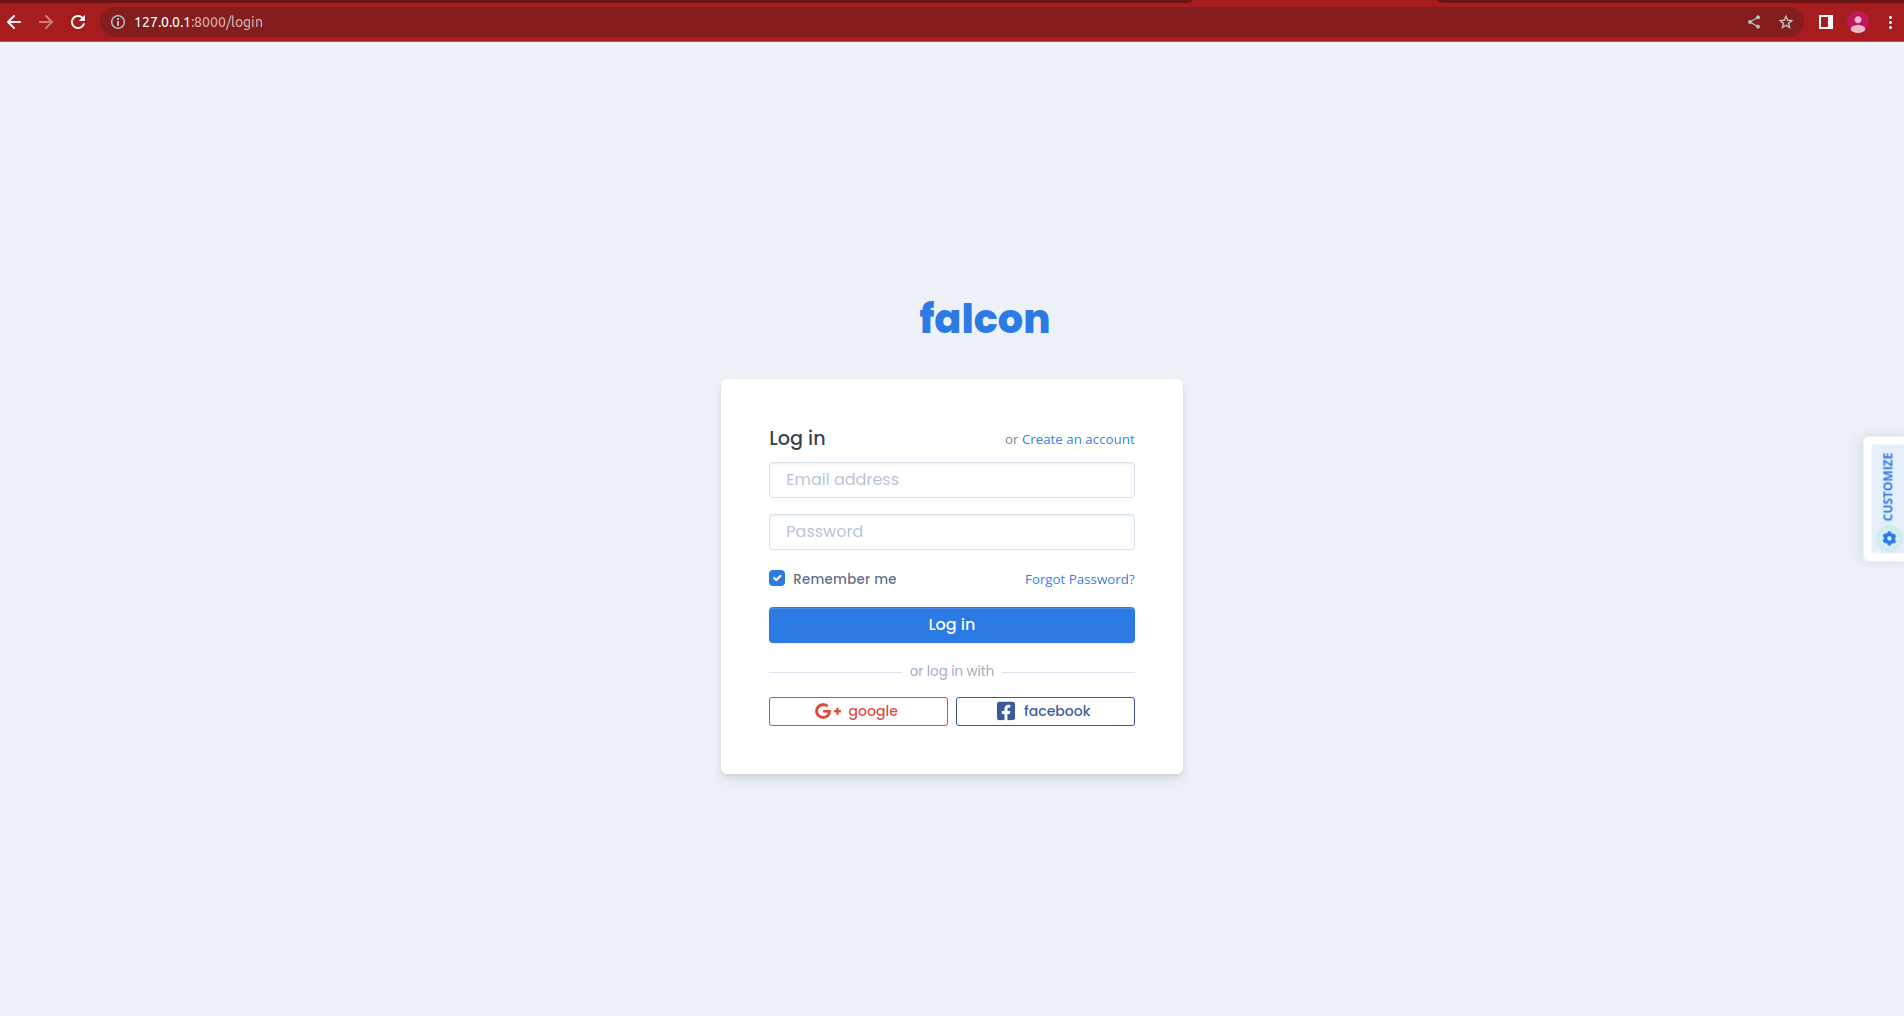 127.0.0.1:8000/login
falcon
Log in
or Create an account
Email address
Password
Remember me
Forgot Password?
Log in
or log in with
G+ google
facebook
CUSTOMIZE